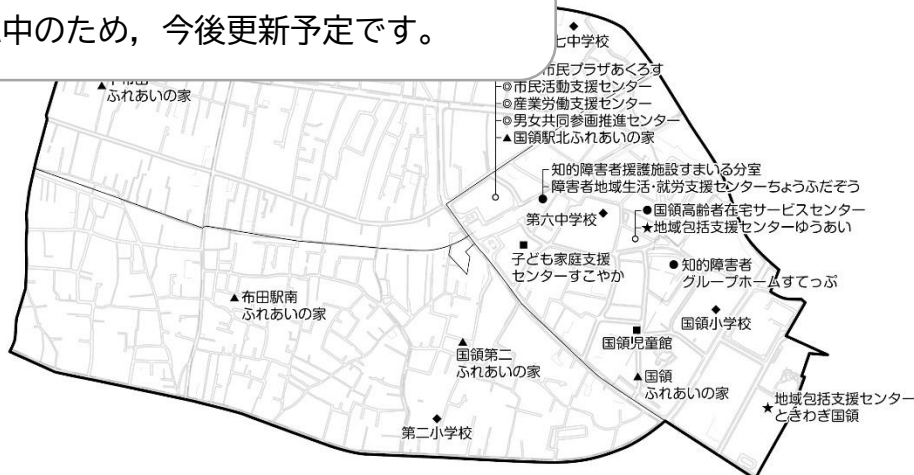 中のため，今後更新予定です。
◆
七中学校
市民プラザあくろす
◎市民活動支援センター
◎産業労働支援センター
◎男女共同参画推進センター
▲国領駅北ふれあいの家
▲
ふれあいの家
知的障害者援護施設すまいる分室
障害者地域生活・就労支援センターちょうふだぞう
●
第六中学校◆
●国領高齢者在宅サービスセンター
★地域包括支援センターゆうあい
■
子ども家庭支援
センターすこやか
●知的障害者
グループホームすてっぷ
▲布田駅南
ふれあいの家
◆
国領小学校
■
国領児童館
▲
国領第二
ふれあいの家
▲国領
ふれあいの家
★地域包括支援センター
ときわぎ国領
◆
第二小学校